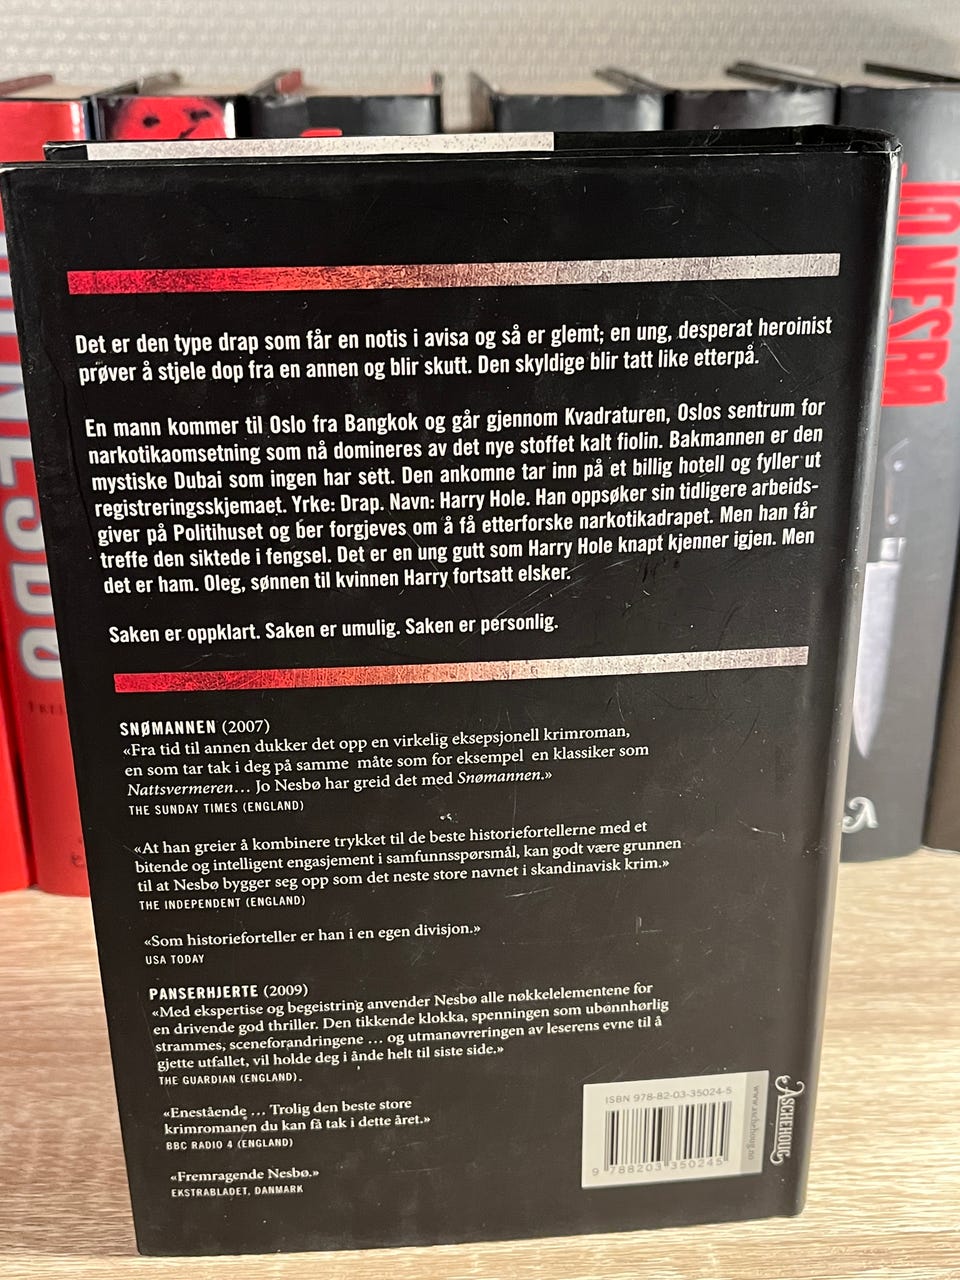 Det er den type drap som får en notis i avisa og så er glemt; en ung, desperat heroinist
prøver å stjele dop fra en annen og blir skutt. Den skyldige blir tatt like etterpå.
En mann kommer til Oslo fra Bangkok og går gjennom Kvadraturen, Oslos sentrum for
narkotikaomsetning som nå domineres av det nye stoffet kalt fiolin. Bakmannen er den
mystiske Dubai som ingen har sett. Den ankomne tar inn på et billig hotell og fyller ut
registreringsskjemaet. Yrke: Drap. Navn: Harry Hole. Han oppsøker sin tidligere arbeids-
giver på Politihuset og ber forgjeves om å få etterforske narkotikadrapet. Men han får
treffe den siktede i fengsel. Det er en ung gutt som Harry Hole knapt kjenner igjen. Men
det er ham. Oleg, sønnen til kvinnen Harry fortsatt elsker.
Saken er oppklart. Saken er umulig. Saken er personlig.
SNØMANNEN (2007)
«Fra tid til annen dukker det opp en virkelig eksepsjonell krimroman,
en som tar tak i deg på samme måte som for eksempel en klassiker som
Nattsvermeren... Jo Nesbø har greid det med Snømannen.»
THE SUNDAY TIMES (ENGLAND)
«At han greier å kombinere trykket til de beste historiefortellerne med et
bitende og intelligent engasjement i samfunnsspørsmål, kan godt være grunnen
til at Nesbø bygger seg opp som det neste store navnet i skandinavisk krim.»
THE INDEPENDENT (ENGLAND)
«Som historieforteller er han i en egen divisjon.»
USA TODAY
PANSERHJERTE (2009)
«Med ekspertise og begeistring anvender Nesbø alle nøkkelelementene for
en drivende god thriller. Den tikkende klokka, spenningen som ubønnhørlig
strammes, sceneforandringene ... og utmanøvreringen av leserens evne til å
gjette utfallet, vil holde deg i ånde helt til siste side.»
THE GUARDIAN (ENGLAND).
«Enestående ... Trolig den beste store
krimromanen du kan få tak i dette året.»
BBC RADIO 4 (ENGLAND)
«Fremragende Nesbø.»
EKSTRABLADET, DANMARK
ISBN 978-82-03-35024-5
9 788203 350245
www.aschehoug.no
ASCHEHOUG
JO NESBØ